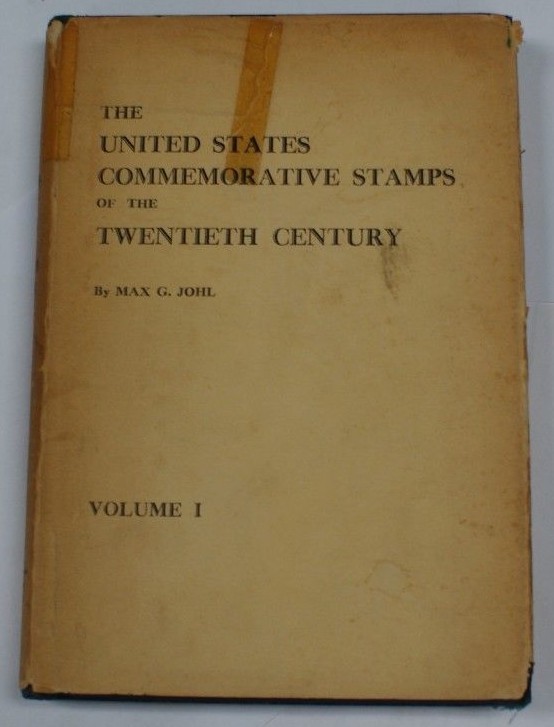 THE
UNITED STATES
COMMEMORATIVE STAMPS
OF THE
TWENTIETH CENTURY
By MAX G. JOHL
VOLUME I